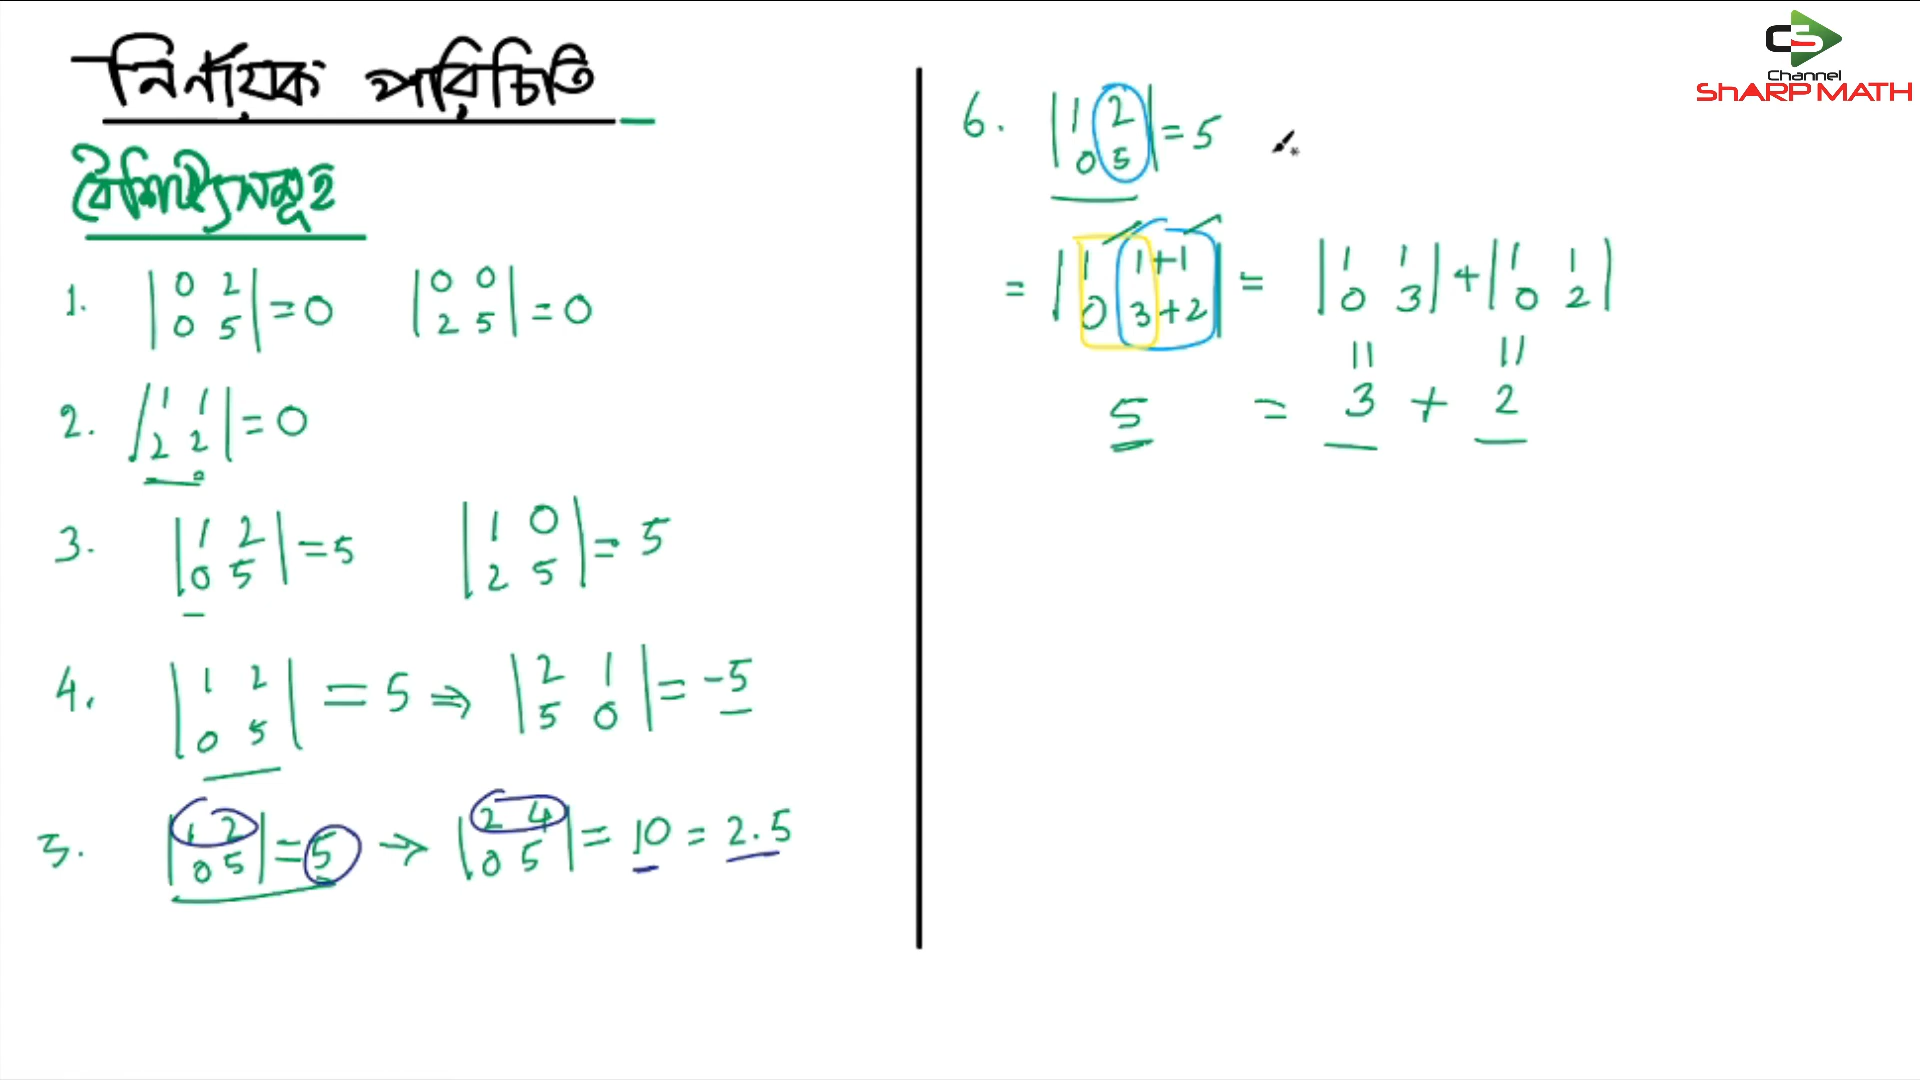 নির্ণায়ক পরিচিতি
বৈশিষ্ট্যসমূহ
1. |0 2; 0 5| = 0 |0 0; 2 5| = 0
2. |1 1; 2 2| = 0
3. |1 2; 0 5| = 5 |1 0; 2 5| = 5
4. |1 2; 0 5| = 5 ⇒ |2 1; 5 0| = -5
5. |1 2; 0 5| = 5 → |2 4; 0 5| = 10 = 2.5
6. |1 2; 0 5| = 5
= |1 1+1; 0 3+2| = |1 1; 0 3| + |1 1; 0 2|
11 11
5 = 3 + 2
Channel
SHARP MATH